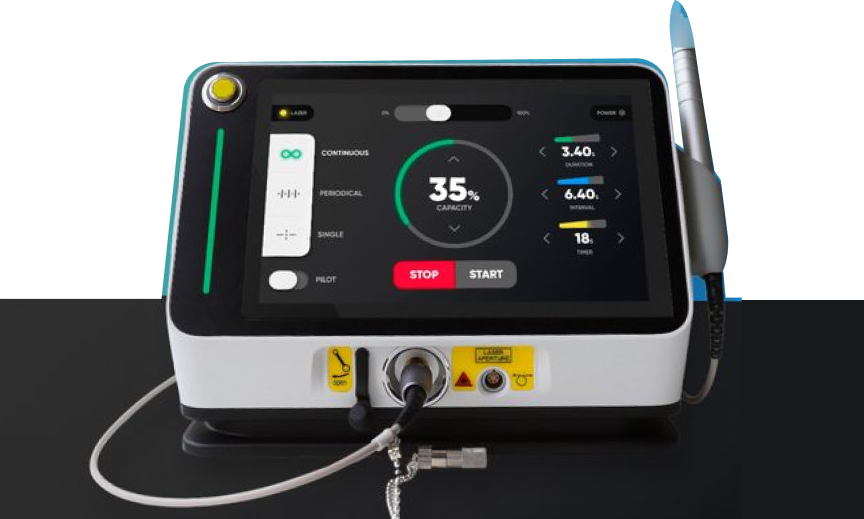 LAZER
0%
100%
POWER
CONTINUOUS
PERIODICAL
SINGLE
PILOT
35%
CAPACITY
STOP
START
3.40s
DURATION
6.40s
INTERVAL
18s
TIMER
open
LASER
APERTURE